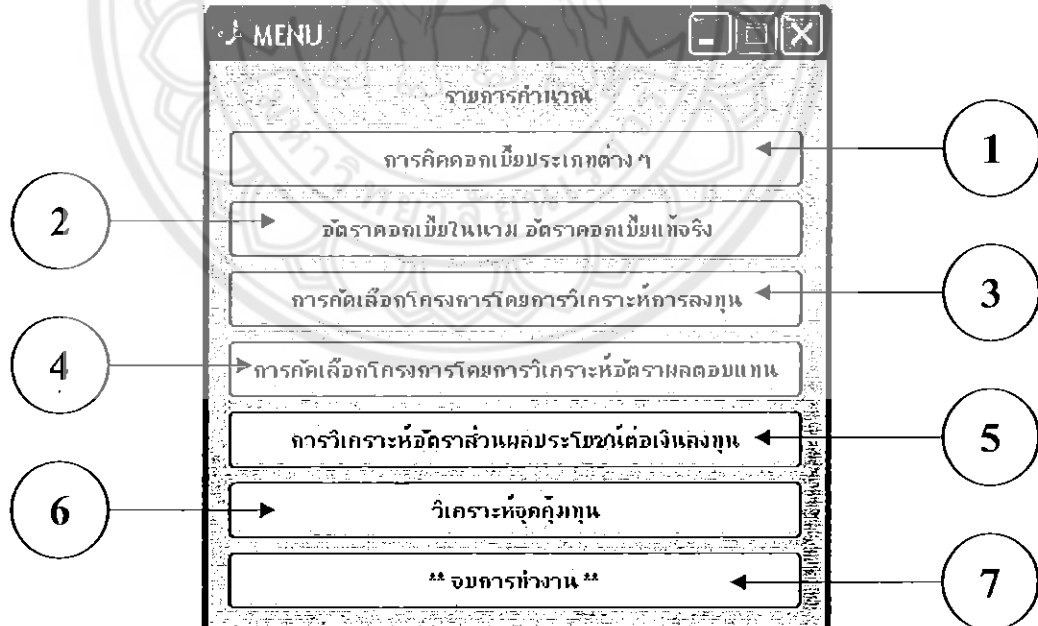 MENU
รายการคำนวณ
การคิดดอกเบี้ยประเภทต่าง ๆ
1
2
อัตราดอกเบี้ยในนาม อัตราดอกเบี้ยแท้จริง
การคัดเลือกโครงการโดยการวิเคราะห์การลงทุน
3
4
การคัดเลือกโครงการโดยการวิเคราะห์อัตราผลตอบแทน
การวิเคราะห์อัตราส่วนผลประโยชน์ต่อเงินลงทุน
5
6
วิเคราะห์จุดคุ้มทุน
** จบการทำงาน **
7